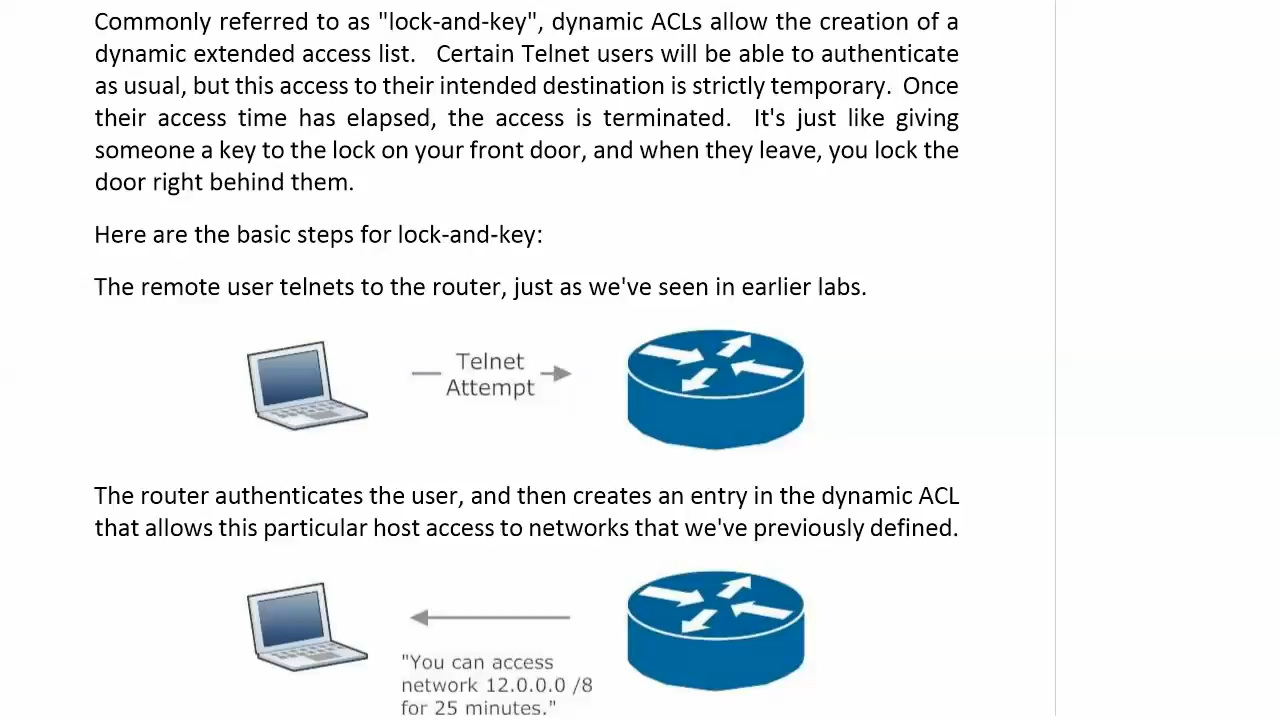 Commonly referred to as "lock-and-key", dynamic ACLs allow the creation of a
dynamic extended access list.   Certain Telnet users will be able to authenticate
as usual, but this access to their intended destination is strictly temporary.  Once
their access time has elapsed, the access is terminated.   It's just like giving
someone a key to the lock on your front door, and when they leave, you lock the
door right behind them.
Here are the basic steps for lock-and-key:
The remote user telnets to the router, just as we've seen in earlier labs.
Telnet
Attempt
The router authenticates the user, and then creates an entry in the dynamic ACL
that allows this particular host access to networks that we've previously defined.
"You can access
network 12.0.0.0 /8
for 25 minutes."